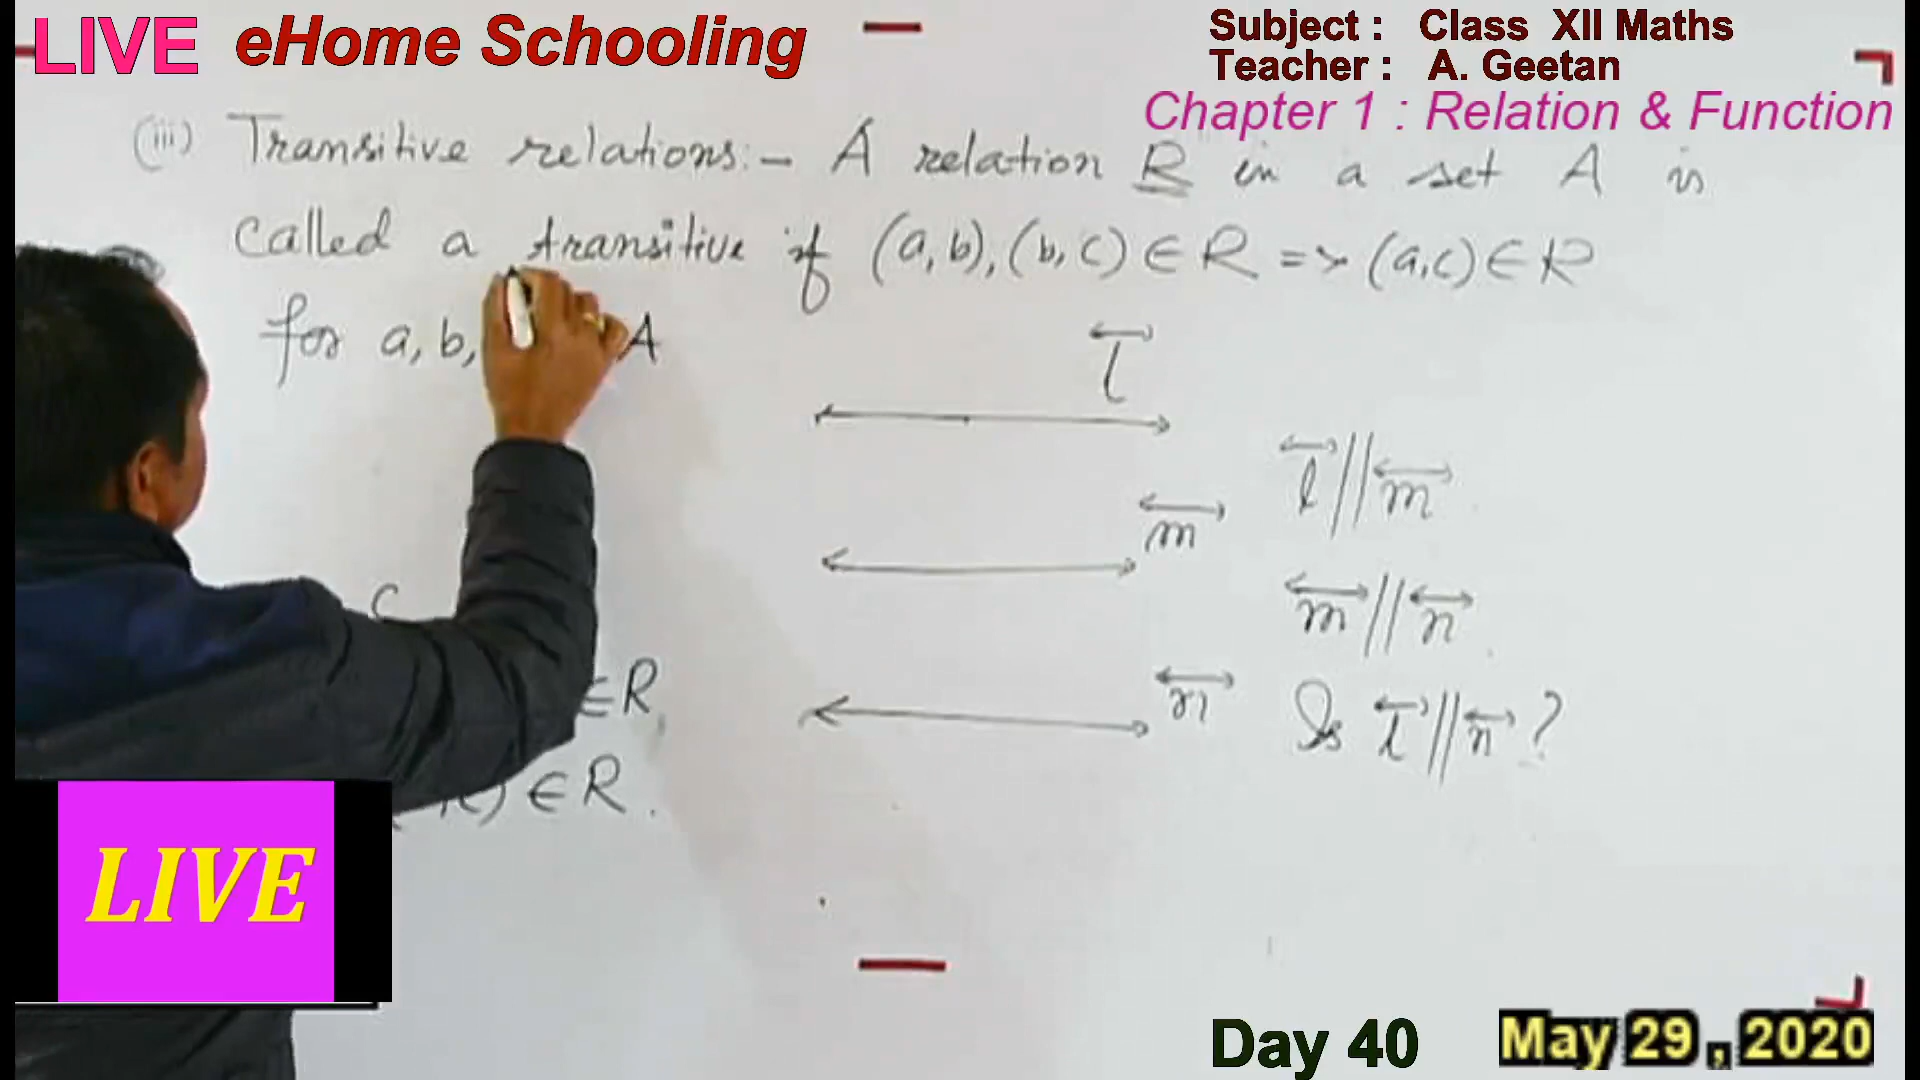 LIVE eHome Schooling
Subject : Class XII Maths
Teacher : A. Geetan
Chapter 1 : Relation & Function
(iii) Transitive relations:- A relation R in a set A is
called a transitive if (a,b),(b,c)∈R => (a,c)∈R
for a, b, A
l
l // m
m
m // n
n
Is l // n ?
c
∈R,
c) ∈R.
LIVE
Day 40
May 29 , 2020